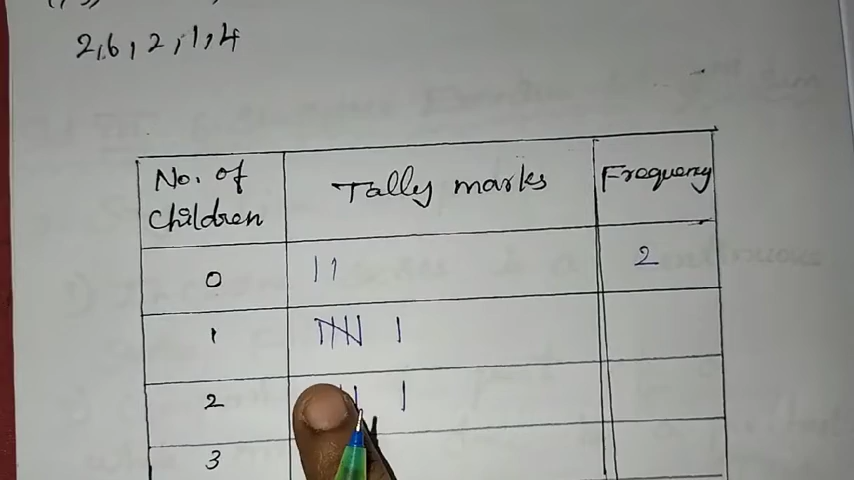 2,6,2,1,4
No. of Children Tally marks Frequency
0 || 2
1 |||| |
2 |
3